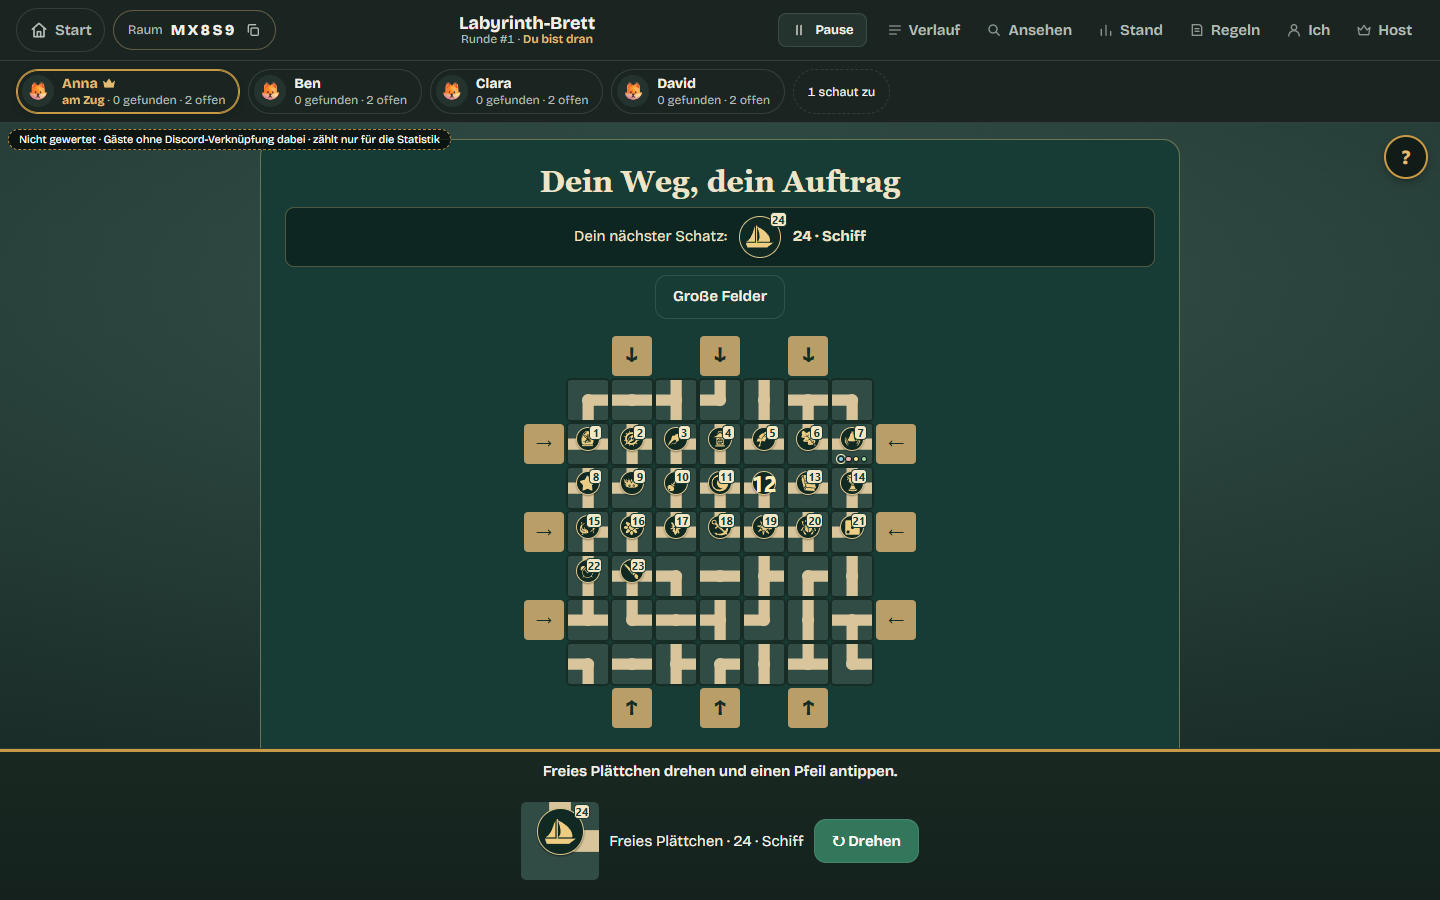 Start
Raum MX8S9
Labyrinth-Brett
Runde #1 · Du bist dran
Pause
Verlauf
Ansehen
Stand
Regeln
Ich
Host
Anna
am Zug · 0 gefunden · 2 offen
Ben
0 gefunden · 2 offen
Clara
0 gefunden · 2 offen
David
0 gefunden · 2 offen
1 schaut zu
Nicht gewertet · Gäste ohne Discord-Verknüpfung dabei · zählt nur für die Statistik
?
Dein Weg, dein Auftrag
Dein nächster Schatz: 24 24 · Schiff
Große Felder
↓ ↓ ↓
→ 1 2 3 4 5 6 7 ←
8 9 10 11 12 13 14
→ 15 16 17 18 19 20 21 ←
22 23
→ ←
↑ ↑ ↑
Freies Plättchen drehen und einen Pfeil antippen.
24
Freies Plättchen · 24 · Schiff
↻ Drehen